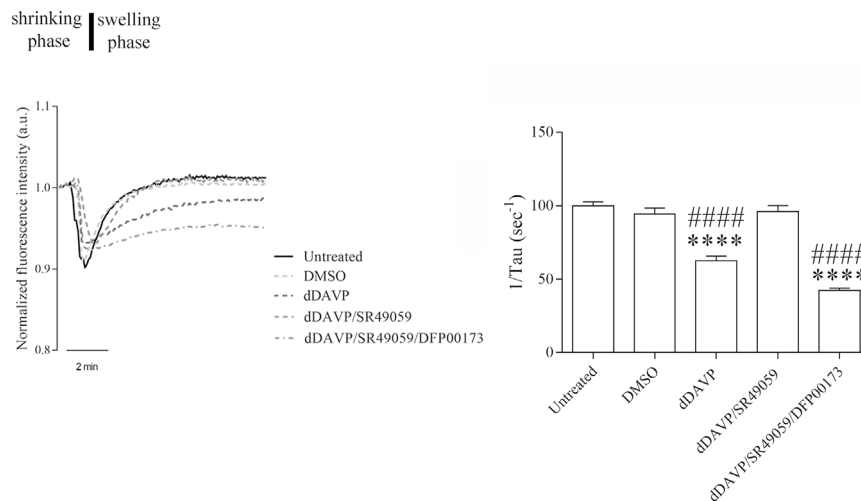 shrinking phase
swelling phase
Normalized fluorescence intensity (a.u.)
1.1
1.0
0.9
0.8
2 min
Untreated
DMSO
dDAVP
dDAVP/SR49059
dDAVP/SR49059/DFP00173
1/Tau (sec-1)
150
100
50
0
####
****
####
****
Untreated
DMSO
dDAVP
dDAVP/SR49059
dDAVP/SR49059/DFP00173